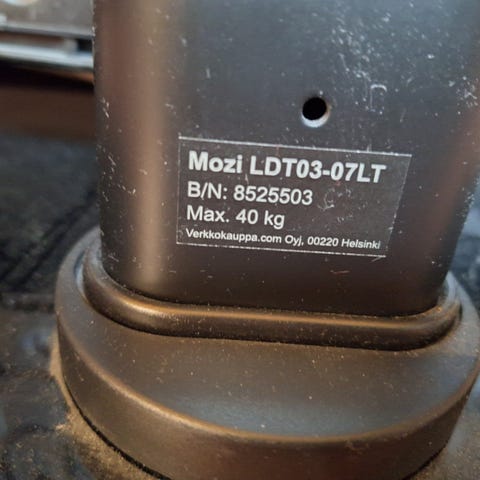 Mozi LDT03-07LT
B/N: 8525503
Max. 40 kg
Verkkokauppa.com Oyj, 00220 Helsinki